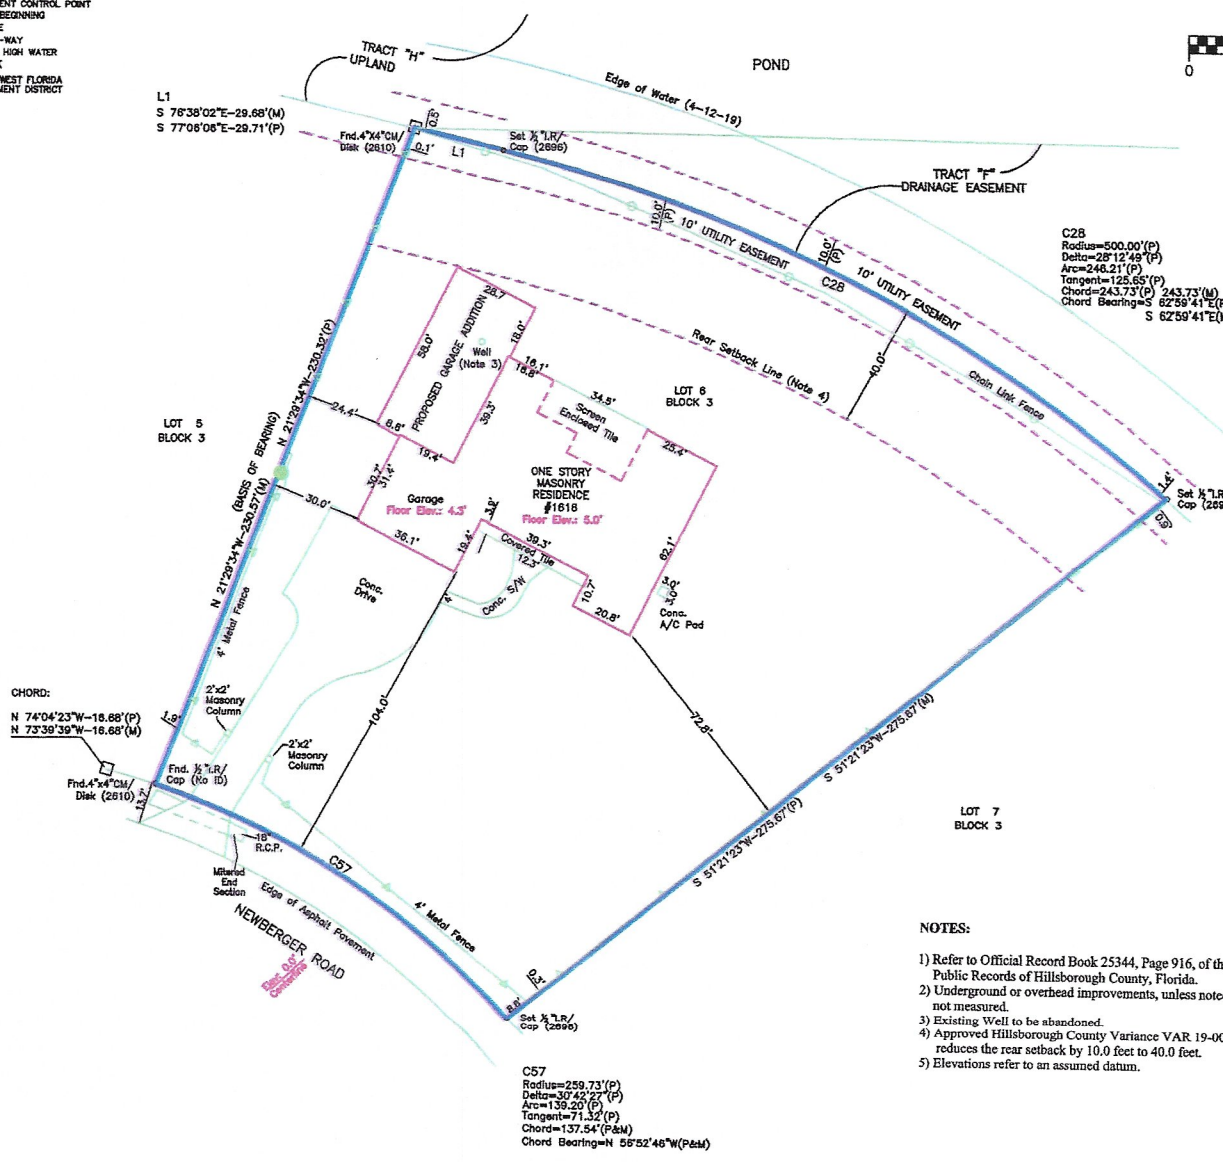 ENT CONTROL POINT
BEGINNING
E
-WAY
HIGH WATER
K
WEST FLORIDA
MENT DISTRICT
TRACT "H"
UPLAND
POND
0
L1
S 76°38'02"E-29.68'(M)
S 77°06'08"E-29.71'(P)
Edge of Water (4-12-19)
Fnd.4"X4"CM/
Disk (2610)
0.5'
0.1'
L1
Set ½"I.R/
Cap (2696)
TRACT "F"
DRAINAGE EASEMENT
10.0'
(P)
10' UTILITY EASEMENT
10.0'
(P)
10' UTILITY EASEMENT
C28
C28
Radius=500.00'(P)
Delta=28°12'49"(P)
Arc=246.21'(P)
Tangent=125.65'(P)
Chord=243.73'(P) 243.73'(M)
Chord Bearing=S 62°59'41"E(P
S 62°59'41"E(
28.7
18.0'
58.0'
PROPOSED GARAGE ADDITION
Well
(Note 3)
Rear Setback Line (Note 4)
40.0'
Chain Link Fence
16.1'
16.8'
34.5'
Screen
Enclosed Tile
LOT 6
BLOCK 3
N 21°29'34"W-230.32'(P)
(BASIS OF BEARING)
N 21°29'34"W-230.57'(M)
LOT 5
BLOCK 3
24.4'
8.8'
39.3'
19.4'
25.4'
30.7'
31.4'
ONE STORY
MASONRY
RESIDENCE
#1618
Floor Elev.: 5.0'
Garage
Floor Elev.: 4.3'
30.0'
36.1'
3.9'
19.4'
39.3'
Covered Tile
12.3'
62.1'
1.4'
Set ½"I.R
Cap (269
0.9'
Conc.
Drive
4'
Conc. S/W
10.7'
20.8'
3.0'
3.0'
Conc.
A/C Pad
4' Metal Fence
104.0'
72.8'
S 51°21'23"W-275.67'(M)
S 51°21'23"W-275.67'(P)
CHORD:
N 74°04'23"W-16.68'(P)
N 73°39'39"W-16.68'(M)
1.9'
2'x2'
Masonry
Column
2'x2'
Masonry
Column
Fnd. ½"I.R/
Cap (No ID)
Fnd.4"x4"CM/
Disk (2610)
13.7'
LOT 7
BLOCK 3
18"
R.C.P.
C57
Mitered
End
Section
Edge of Asphalt Pavement
4' Metal Fence
NEWBERGER ROAD
Elev: 0.0'
Centerline
0.3'
8.6'
Set ½"I.R/
Cap (2696)
NOTES:
1) Refer to Official Record Book 25344, Page 916, of th
Public Records of Hillsborough County, Florida.
2) Underground or overhead improvements, unless note
not measured.
3) Existing Well to be abandoned.
4) Approved Hillsborough County Variance VAR 19-00
reduces the rear setback by 10.0 feet to 40.0 feet.
5) Elevations refer to an assumed datum.
C57
Radius=259.73'(P)
Delta=30°42'27"(P)
Arc=139.20'(P)
Tangent=71.32'(P)
Chord=137.54'(P&M)
Chord Bearing=N 56°52'46"W(P&M)